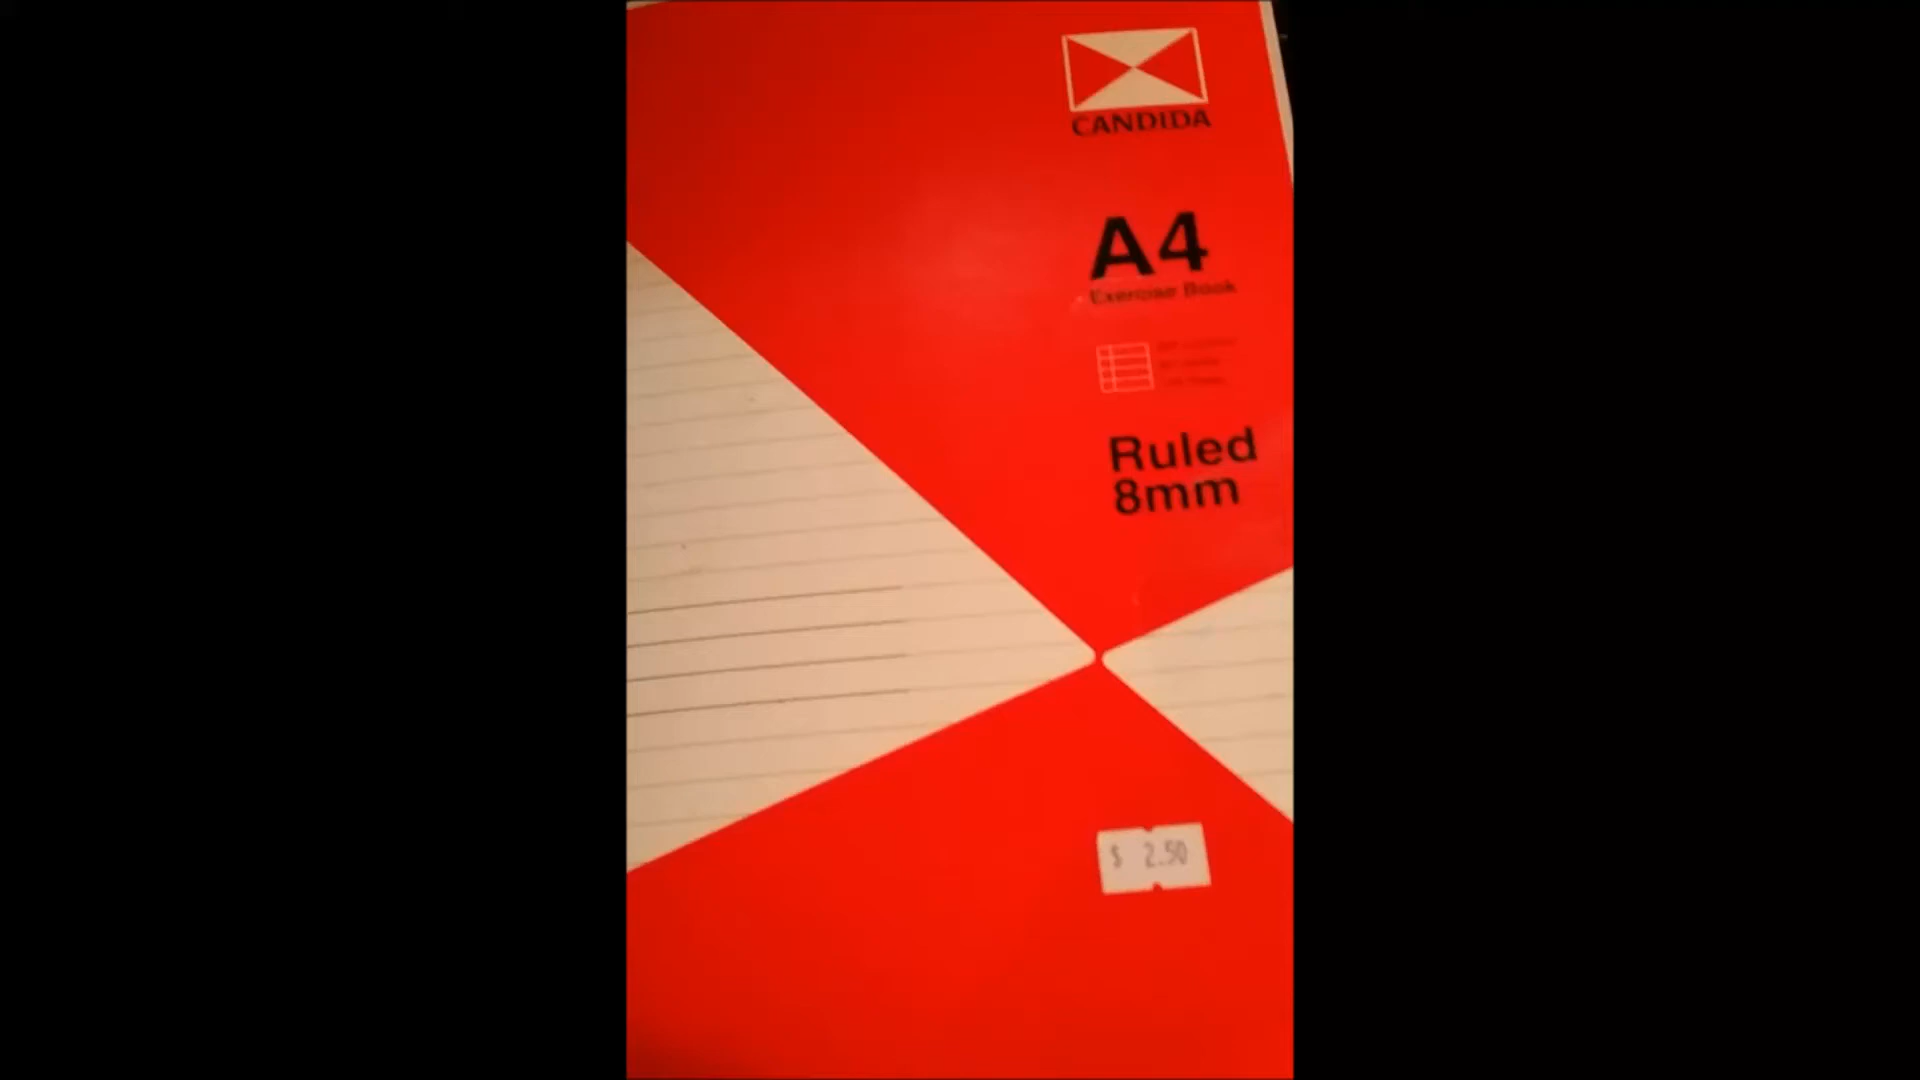 CANDIDA
A4
Exercise Book
Ruled
8mm
$ 2.50